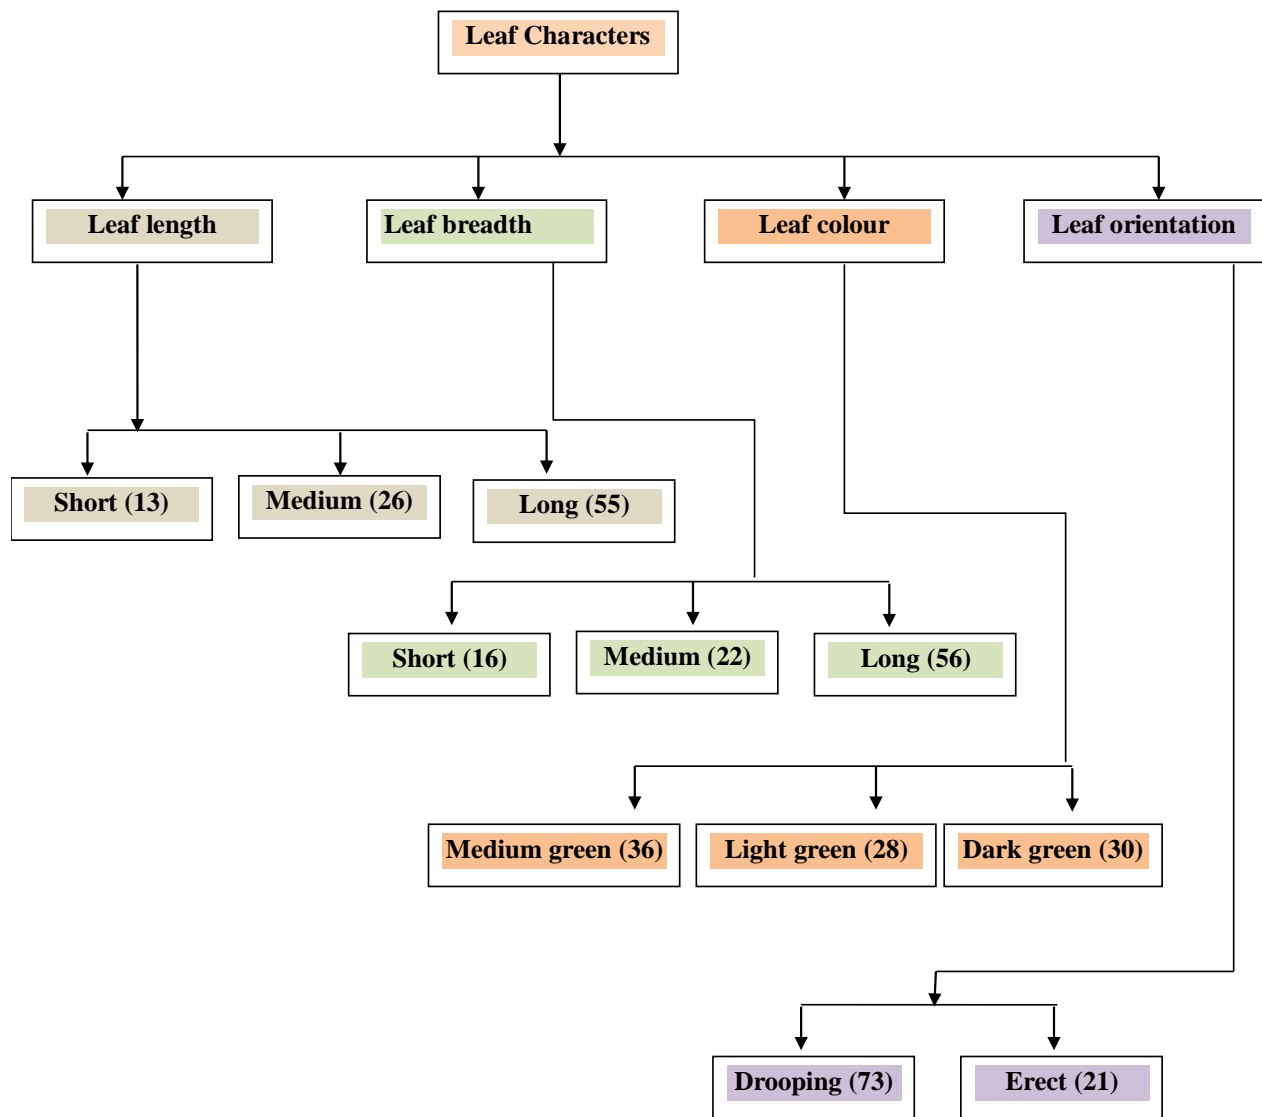 Leaf Characters
Leaf length
Leaf breadth
Leaf colour
Leaf orientation
Short (13)
Medium (26)
Long (55)
Short (16)
Medium (22)
Long (56)
Medium green (36)
Light green (28)
Dark green (30)
Drooping (73)
Erect (21)